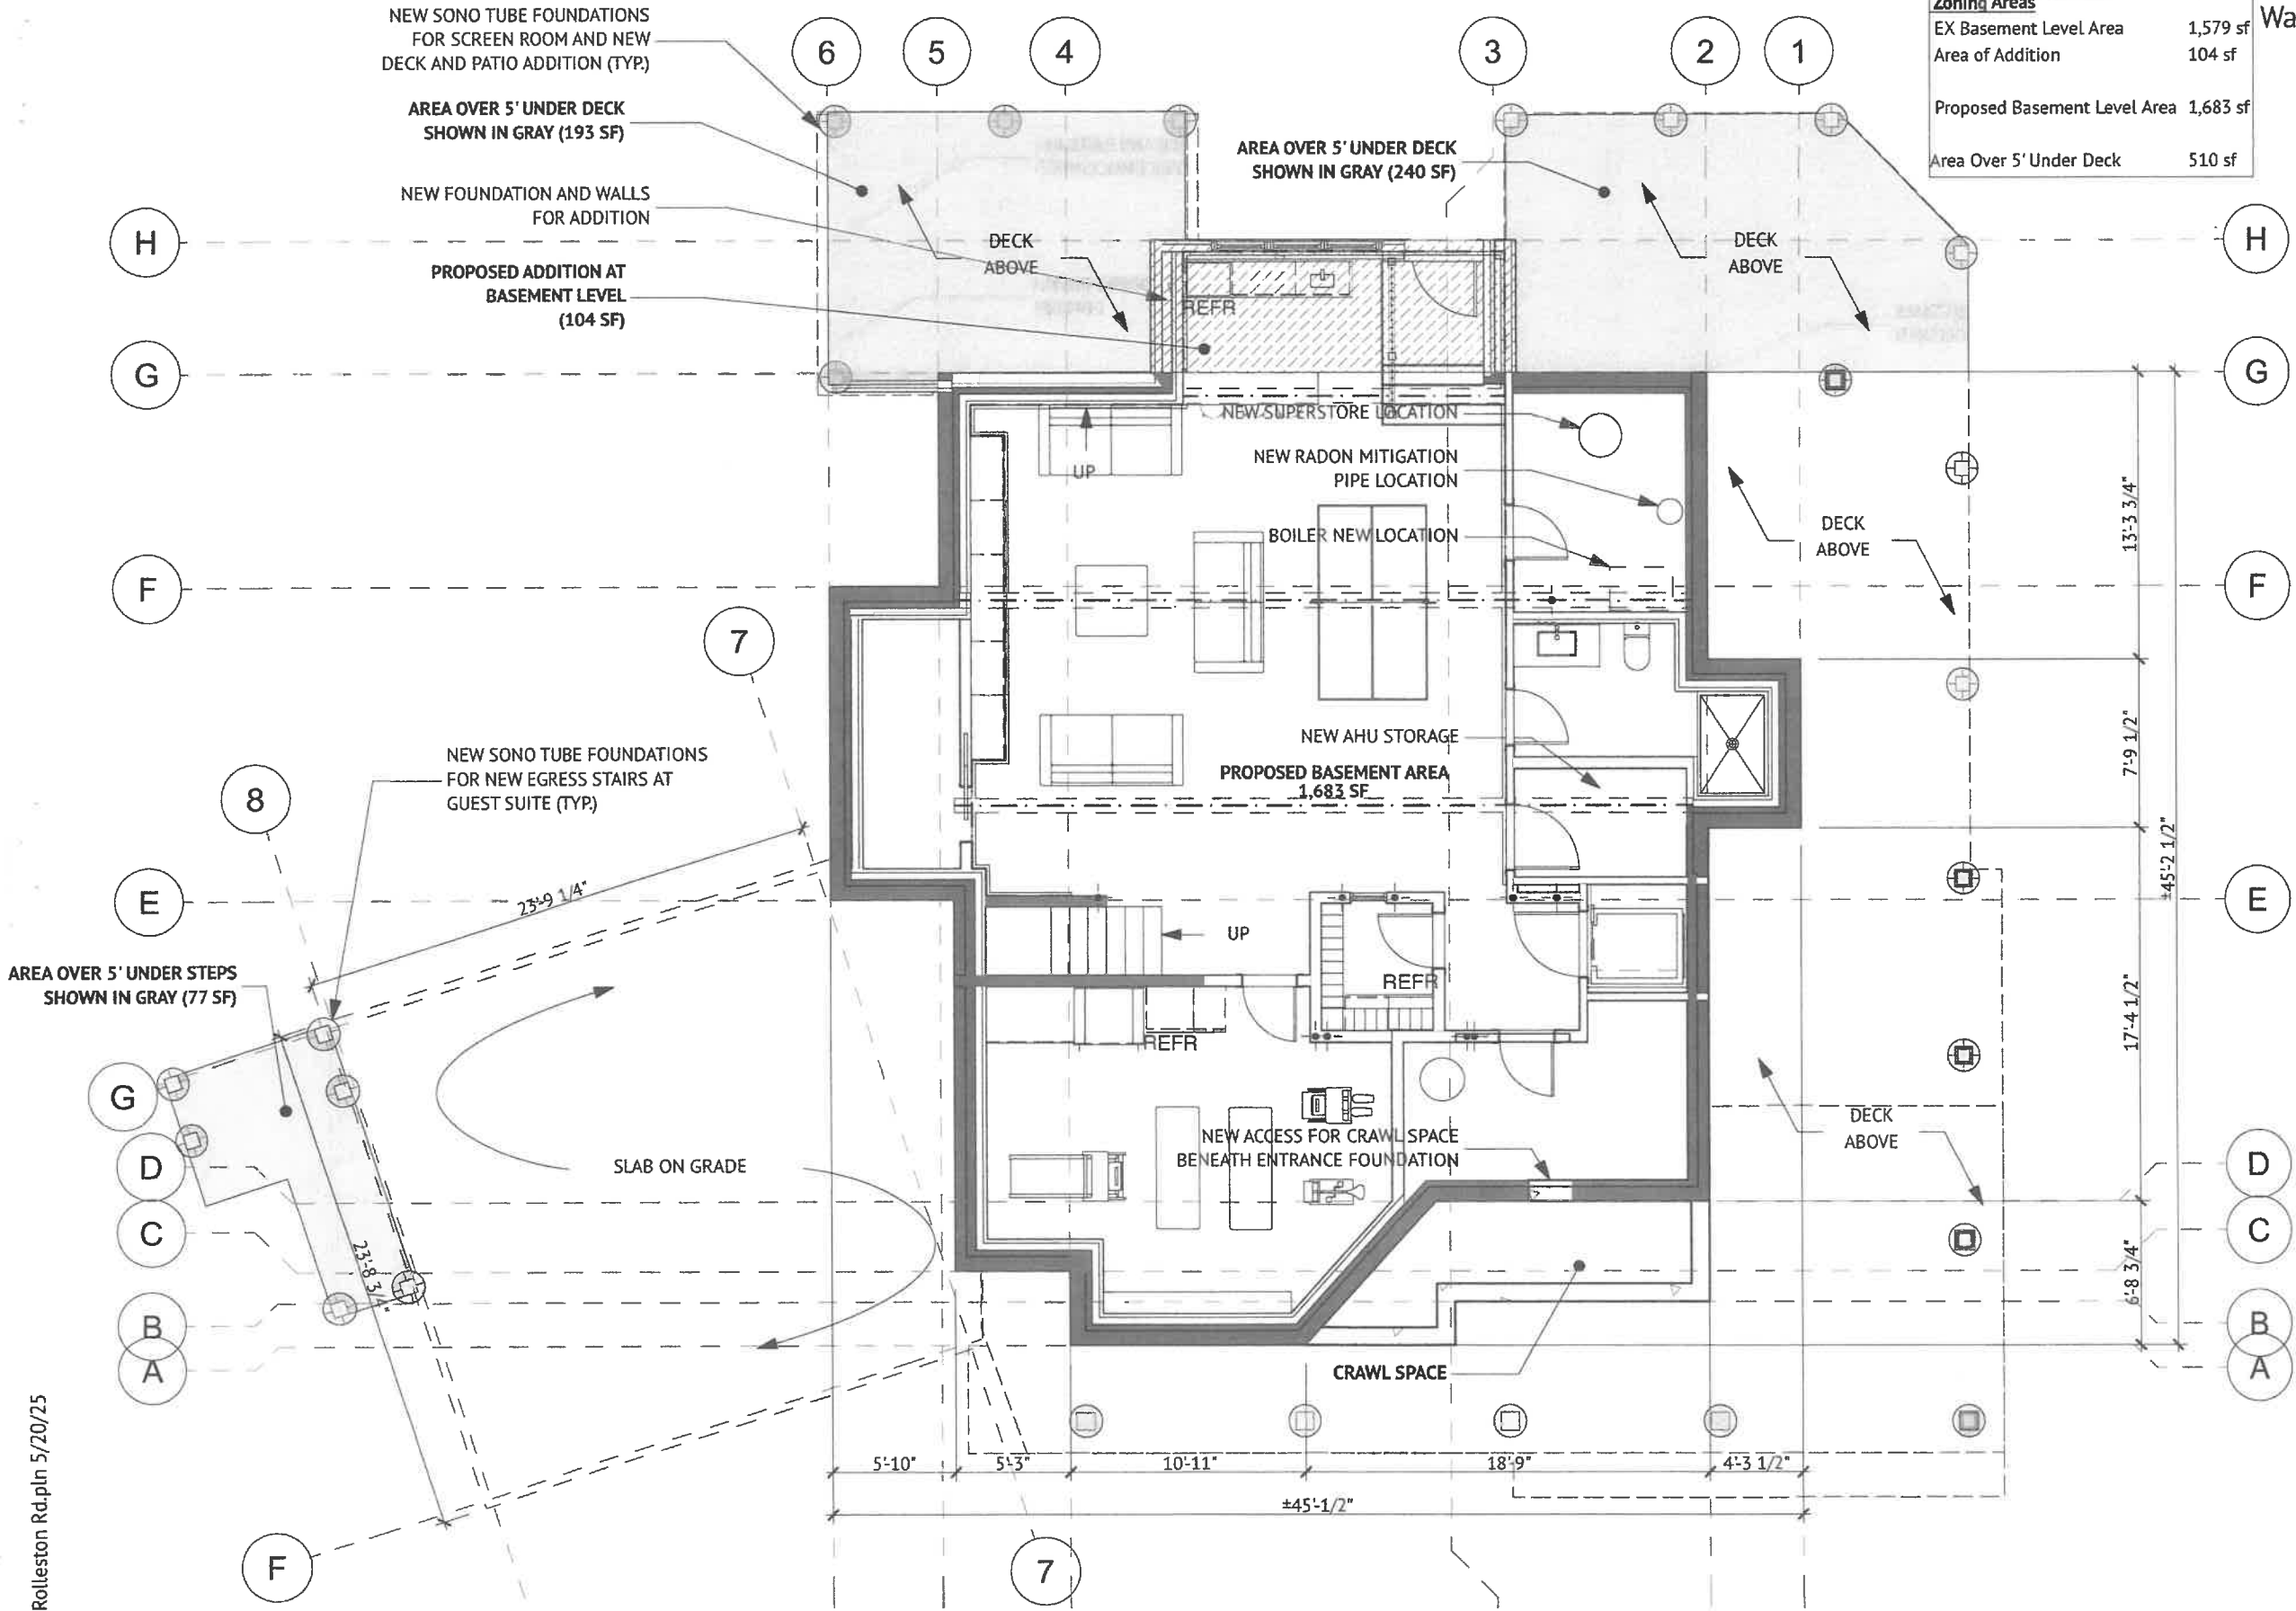 NEW SONO TUBE FOUNDATIONS
FOR SCREEN ROOM AND NEW
DECK AND PATIO ADDITION (TYP.)
AREA OVER 5' UNDER DECK
SHOWN IN GRAY (193 SF)
NEW FOUNDATION AND WALLS
FOR ADDITION
PROPOSED ADDITION AT
BASEMENT LEVEL
(104 SF)
6
5
4
3
2
1
Zoning Areas
EX Basement Level Area 1,579 sf
Area of Addition 104 sf
Proposed Basement Level Area 1,683 sf
Area Over 5' Under Deck 510 sf
Wa
AREA OVER 5' UNDER DECK
SHOWN IN GRAY (240 SF)
H
DECK
ABOVE
DECK
ABOVE
H
REFR
G
G
NEW SUPERSTORE LOCATION
UP
NEW RADON MITIGATION
PIPE LOCATION
BOILER NEW LOCATION
DECK
ABOVE
13'-3 3/4"
F
F
7
NEW SONO TUBE FOUNDATIONS
FOR NEW EGRESS STAIRS AT
GUEST SUITE (TYP.)
8
NEW AHU STORAGE
PROPOSED BASEMENT AREA
1,683 SF
7'-9 1/2"
±45'-2 1/2"
E
23'-9 1/4"
UP
E
AREA OVER 5' UNDER STEPS
SHOWN IN GRAY (77 SF)
REFR
REFR
17'-4 1/2"
G
D
C
B
A
SLAB ON GRADE
23'-8 3/4"
NEW ACCESS FOR CRAWL SPACE
BENEATH ENTRANCE FOUNDATION
DECK
ABOVE
D
C
B
A
6'-8 3/4"
CRAWL SPACE
5'-10"
5'-3"
10'-11"
18'-9"
4'-3 1/2"
±45'-1/2"
F
7
Rolleston Rd.pln 5/20/25